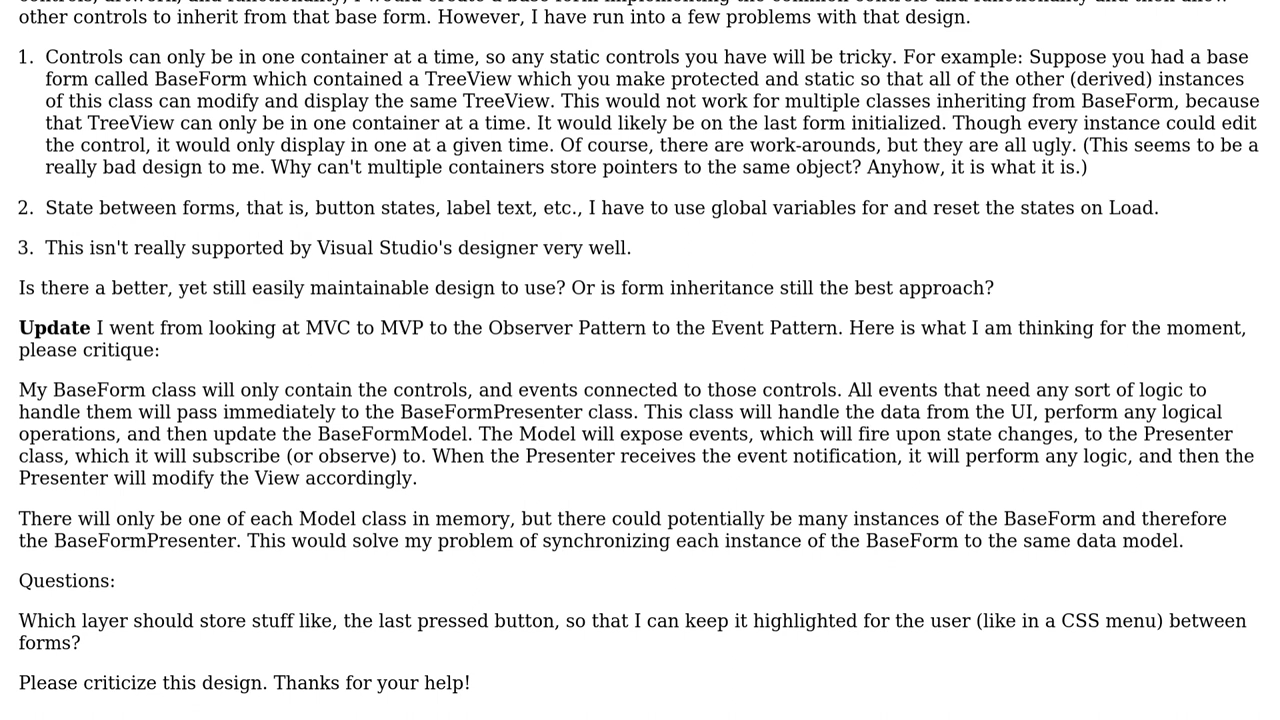 other controls to inherit from that base form. However, I have run into a few problems with that design.
1. Controls can only be in one container at a time, so any static controls you have will be tricky. For example: Suppose you had a base
form called BaseForm which contained a TreeView which you make protected and static so that all of the other (derived) instances
of this class can modify and display the same TreeView. This would not work for multiple classes inheriting from BaseForm, because
that TreeView can only be in one container at a time. It would likely be on the last form initialized. Though every instance could edit
the control, it would only display in one at a given time. Of course, there are work-arounds, but they are all ugly. (This seems to be a
really bad design to me. Why can't multiple containers store pointers to the same object? Anyhow, it is what it is.)
2. State between forms, that is, button states, label text, etc., I have to use global variables for and reset the states on Load.
3. This isn't really supported by Visual Studio's designer very well.
Is there a better, yet still easily maintainable design to use? Or is form inheritance still the best approach?
Update I went from looking at MVC to MVP to the Observer Pattern to the Event Pattern. Here is what I am thinking for the moment,
please critique:
My BaseForm class will only contain the controls, and events connected to those controls. All events that need any sort of logic to
handle them will pass immediately to the BaseFormPresenter class. This class will handle the data from the UI, perform any logical
operations, and then update the BaseFormModel. The Model will expose events, which will fire upon state changes, to the Presenter
class, which it will subscribe (or observe) to. When the Presenter receives the event notification, it will perform any logic, and then the
Presenter will modify the View accordingly.
There will only be one of each Model class in memory, but there could potentially be many instances of the BaseForm and therefore
the BaseFormPresenter. This would solve my problem of synchronizing each instance of the BaseForm to the same data model.
Questions:
Which layer should store stuff like, the last pressed button, so that I can keep it highlighted for the user (like in a CSS menu) between
forms?
Please criticize this design. Thanks for your help!